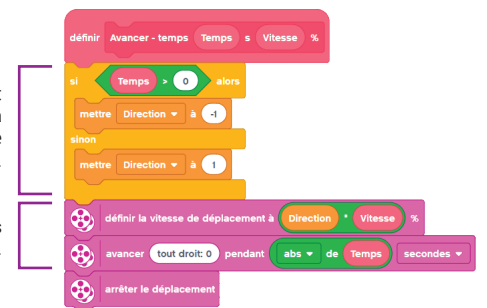 définir Avancer - temps Temps s Vitesse %
si Temps > 0 alors
mettre Direction à -1
sinon
mettre Direction à 1
définir la vitesse de déplacement à Direction * Vitesse %
avancer tout droit: 0 pendant abs de Temps secondes
arrêter le déplacement